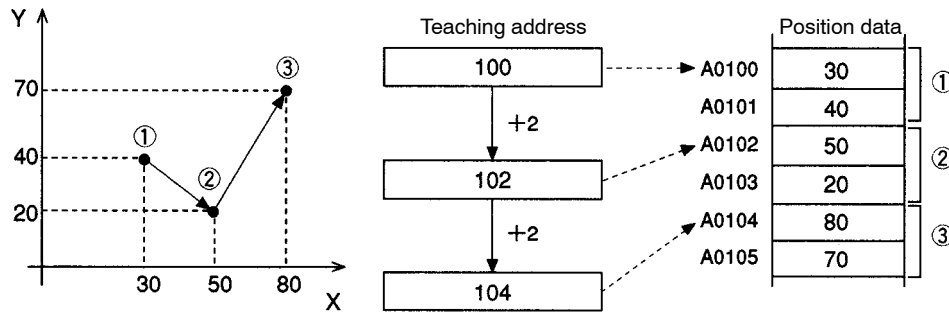 Y
70
40
20
①
②
③
30 50 80
X
Teaching address
100
+2
102
+2
104
Position data
A0100 30
A0101 40
A0102 50
A0103 20
A0104 80
A0105 70
①
②
③